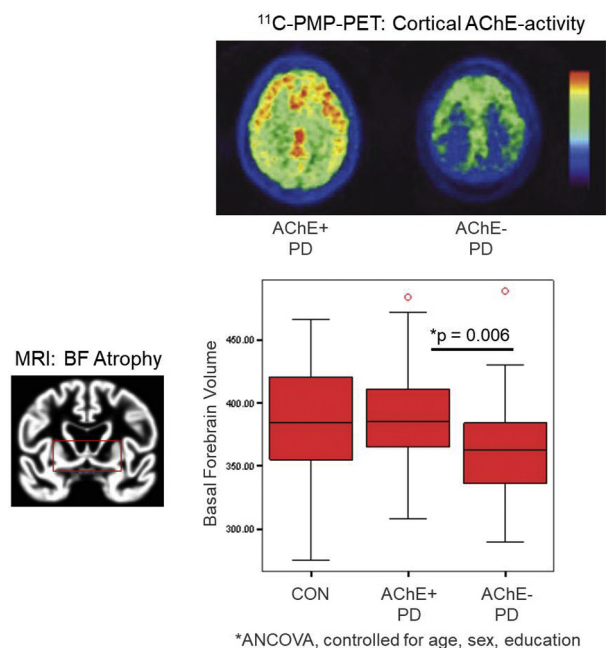 ¹¹C-PMP-PET: Cortical AChE-activity
AChE+
PD
AChE-
PD
MRI: BF Atrophy
Basal Forebrain Volume
450.00
400.00
350.00
300.00
*p = 0.006
CON
AChE+
PD
AChE-
PD
*ANCOVA, controlled for age, sex, education